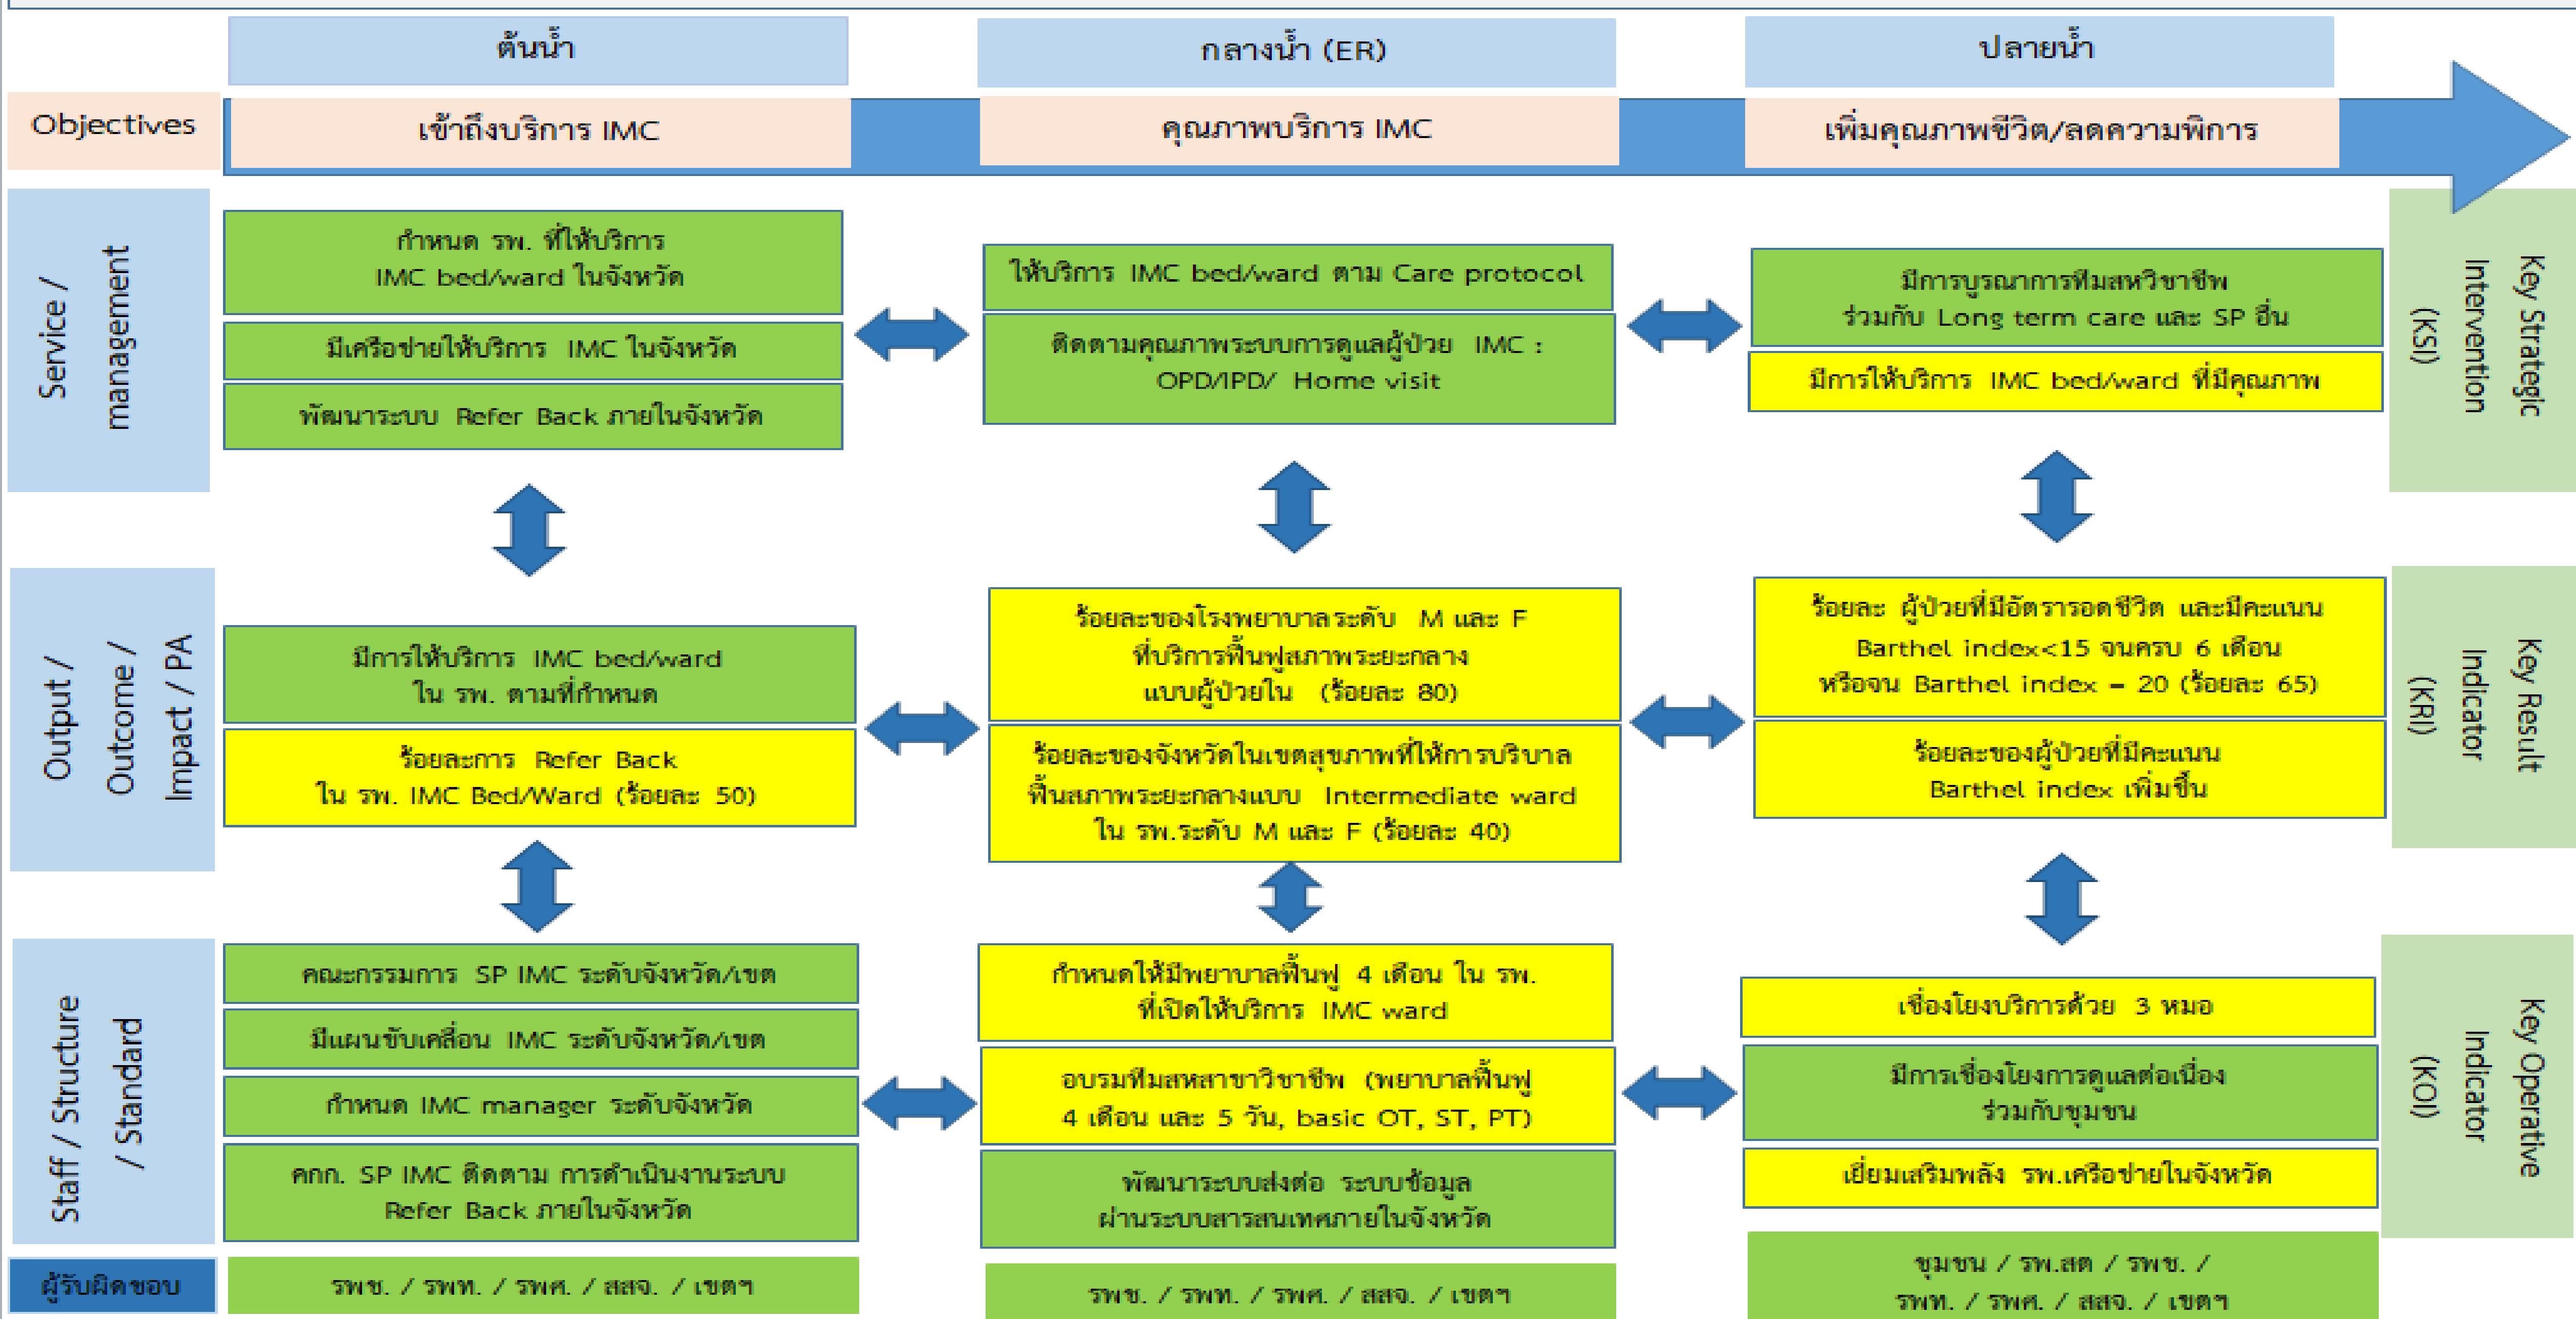 ต้นน้ำ
กลางน้ำ (ER)
ปลายน้ำ
Objectives
เข้าถึงบริการ IMC
คุณภาพบริการ IMC
เพิ่มคุณภาพชีวิต/ลดความพิการ
Service /
management
กำหนด รพ. ที่ให้บริการ
IMC bed/ward ในจังหวัด
มีเครือข่ายให้บริการ IMC ในจังหวัด
พัฒนาระบบ Refer Back ภายในจังหวัด
ให้บริการ IMC bed/ward ตาม Care protocol
ติดตามคุณภาพระบบการดูแลผู้ป่วย IMC :
OPD/IPD/ Home visit
มีการบูรณาการทีมสหวิชาชีพ
ร่วมกับ Long term care และ SP อื่น
มีการให้บริการ IMC bed/ward ที่มีคุณภาพ
Key Strategic
Intervention
(KSI)
Output /
Outcome /
Impact / PA
มีการให้บริการ IMC bed/ward
ใน รพ. ตามที่กำหนด
ร้อยละการ Refer Back
ใน รพ. IMC Bed/Ward (ร้อยละ 50)
ร้อยละของโรงพยาบาลระดับ M และ F
ที่บริการฟื้นฟูสภาพระยะกลาง
แบบผู้ป่วยใน (ร้อยละ 80)
ร้อยละของจังหวัดในเขตสุขภาพที่ให้การบริบาล
ฟื้นสภาพระยะกลางแบบ Intermediate ward
ใน รพ.ระดับ M และ F (ร้อยละ 40)
ร้อยละ ผู้ป่วยที่มีอัตรารอดชีวิต และมีคะแนน
Barthel index<15 จนครบ 6 เดือน
หรือจน Barthel index = 20 (ร้อยละ 65)
ร้อยละของผู้ป่วยที่มีคะแนน
Barthel index เพิ่มขึ้น
Key Result
Indicator
(KRI)
Staff / Structure
/ Standard
คณะกรรมการ SP IMC ระดับจังหวัด/เขต
มีแผนขับเคลื่อน IMC ระดับจังหวัด/เขต
กำหนด IMC manager ระดับจังหวัด
คกก. SP IMC ติดตาม การดำเนินงานระบบ
Refer Back ภายในจังหวัด
กำหนดให้มีพยาบาลฟื้นฟู 4 เดือน ใน รพ.
ที่เปิดให้บริการ IMC ward
อบรมทีมสหสาขาวิชาชีพ (พยาบาลฟื้นฟู
4 เดือน และ 5 วัน, basic OT, ST, PT)
พัฒนาระบบส่งต่อ ระบบข้อมูล
ผ่านระบบสารสนเทศภายในจังหวัด
เชื่องโยงบริการด้วย 3 หมอ
มีการเชื่องโยงการดูแลต่อเนื่อง
ร่วมกับชุมชน
เยี่ยมเสริมพลัง รพ.เครือข่ายในจังหวัด
Key Operative
Indicator
(KOI)
ผู้รับผิดชอบ
รพช. / รพท. / รพศ. / สสจ. / เขตฯ
รพช. / รพท. / รพศ. / สสจ. / เขตฯ
ชุมชน / รพ.สต / รพช. /
รพท. / รพศ. / สสจ. / เขตฯ